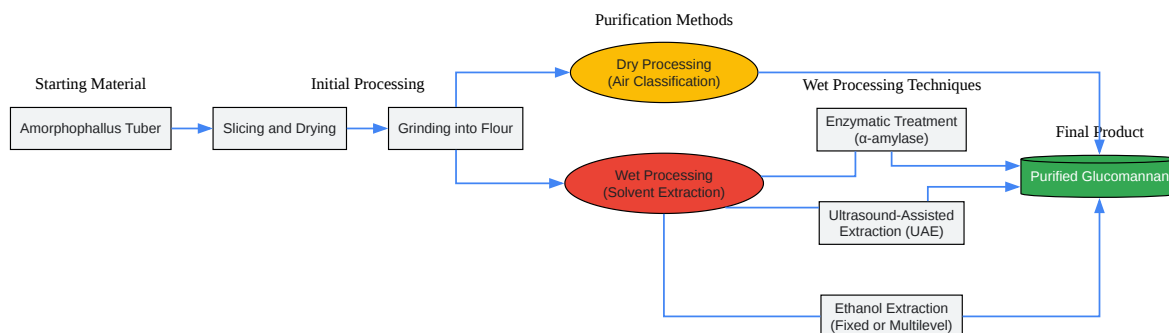 Purification Methods
Starting Material
Initial Processing
Dry Processing
(Air Classification)
Wet Processing Techniques
Amorphophallus Tuber
Slicing and Drying
Grinding into Flour
Enzymatic Treatment
(α-amylase)
Final Product
Wet Processing
(Solvent Extraction)
Purified Glucomannan
Ultrasound-Assisted
Extraction (UAE)
Ethanol Extraction
(Fixed or Multilevel)